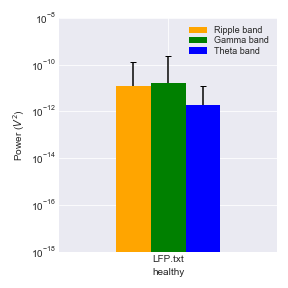 Power (V²)
10⁻⁸
10⁻¹⁰
10⁻¹²
10⁻¹⁴
10⁻¹⁶
10⁻¹⁸
Ripple band
Gamma band
Theta band
LFP.txt
healthy